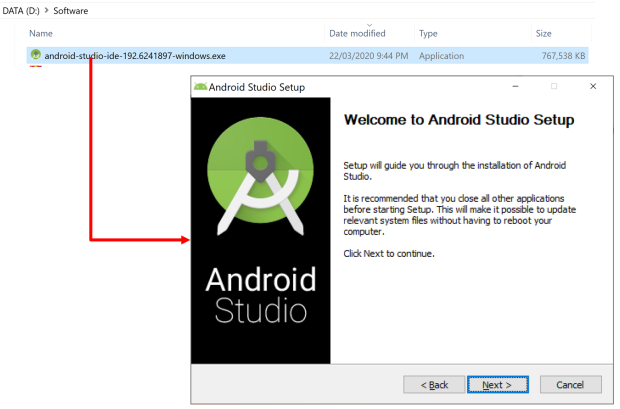 DATA (D:) > Software
Name Date modified Type Size
android-studio-ide-192.6241897-windows.exe 22/03/2020 9:44 PM Application 767,538 KB
Android Studio Setup
Welcome to Android Studio Setup
Setup will guide you through the installation of Android
Studio.
It is recommended that you close all other applications
before starting Setup. This will make it possible to update
relevant system files without having to reboot your
computer.
Click Next to continue.
Android
Studio
< Back Next > Cancel